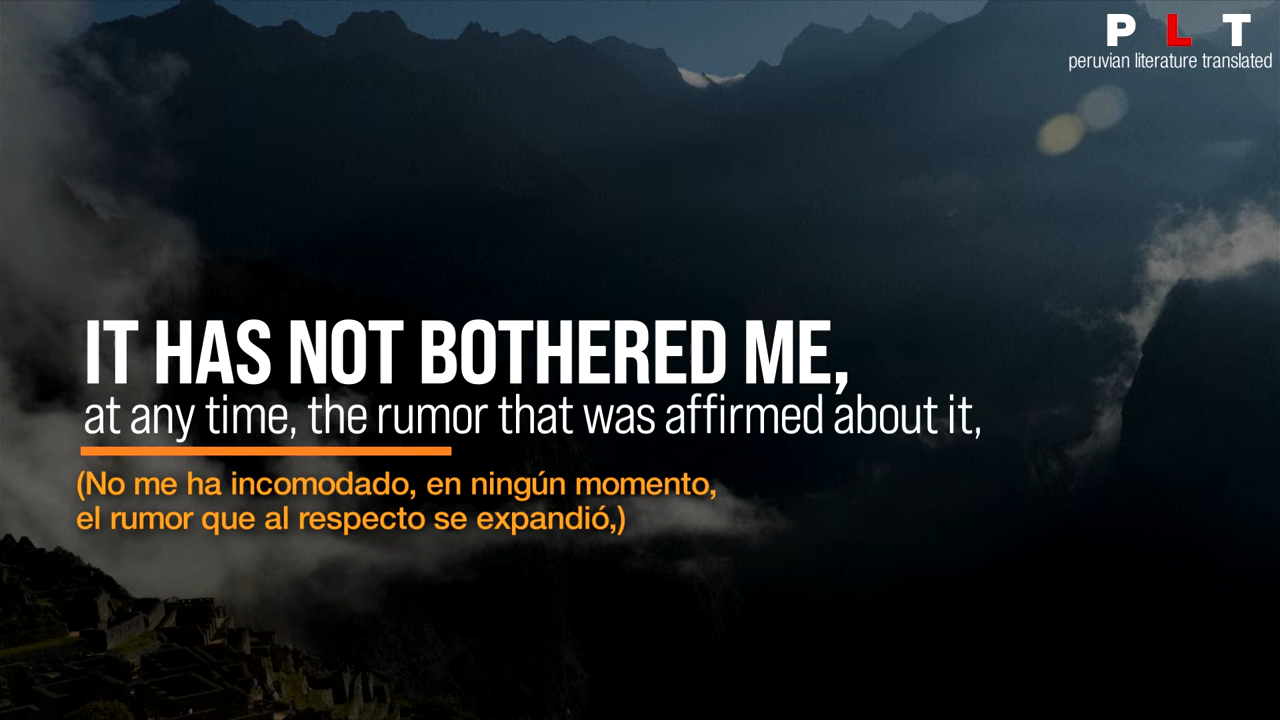 P L T
peruvian literature translated
IT HAS NOT BOTHERED ME,
at any time, the rumor that was affirmed about it,
(No me ha incomodado, en ningún momento,
el rumor que al respecto se expandió,)